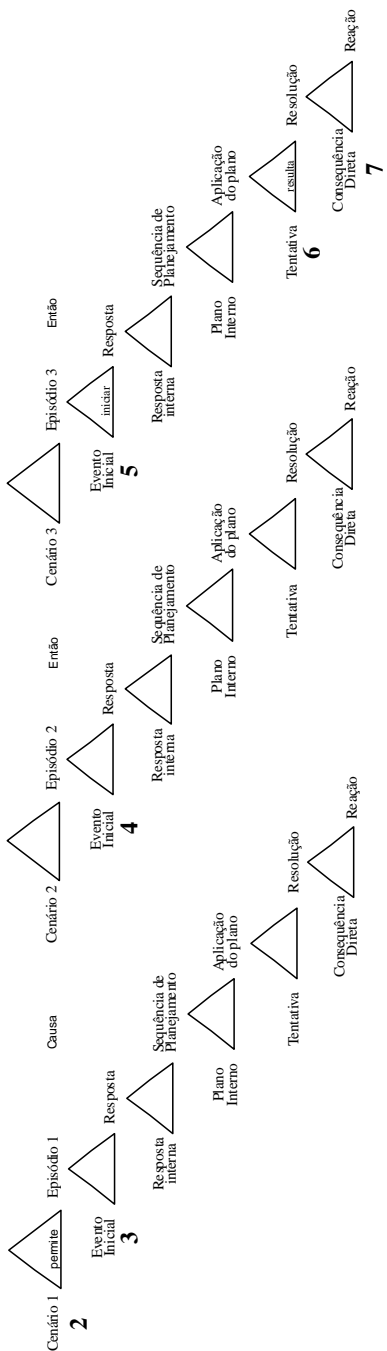 Cenário 1
permite
Episódio 1
Causa
2
Evento
Inicial
3
Resposta
Resposta
interna
Sequência de
Planejamento
Plano
Interno
Aplicação
do plano
Tentativa
Resolução
Consequência
Direta
Reação
Cenário 2
Episódio 2
Então
Evento
Inicial
4
Resposta
Resposta
interna
Sequência de
Planejamento
Plano
Interno
Aplicação
do plano
Tentativa
Resolução
Consequência
Direta
Reação
Cenário 3
Episódio 3
Então
Evento
Inicial
iniciar
5
Resposta
Resposta
interna
Sequência de
Planejamento
Plano
Interno
Aplicação
do plano
Tentativa
resulta
6
Resolução
Consequência
Direta
7
Reação